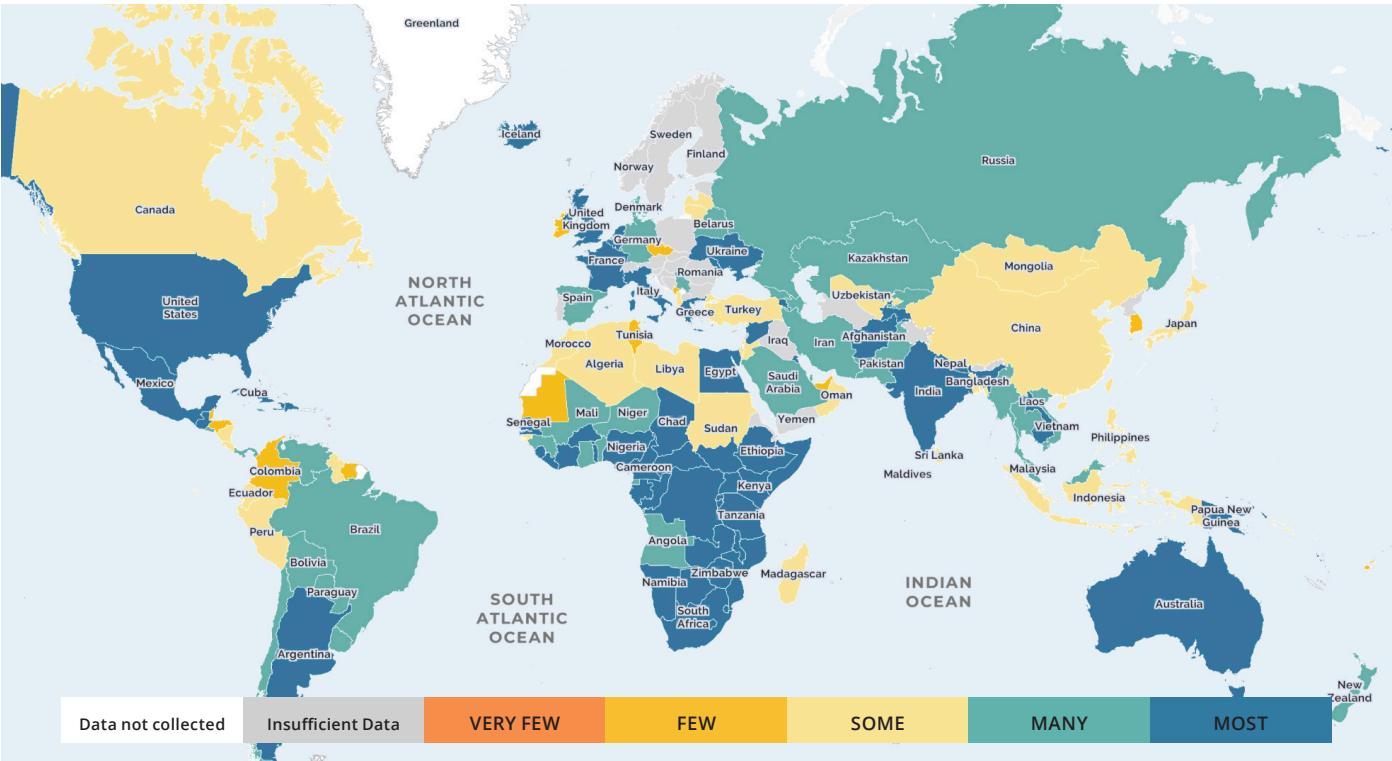 Greenland
Iceland
Sweden
Finland
Norway
Russia
Canada
Denmark
United
Kingdom
Belarus
Germany
Ukraine
France
Kazakhstan
Romania
Mongolia
NORTH
ATLANTIC
OCEAN
Italy
Spain
Uzbekistan
United
States
Greece
Turkey
Japan
China
Tunisia
Afghanistan
Iraq
Iran
Morocco
Algeria
Pakistan
Nepal
Libya
Egypt
Saudi
Arabia
Mexico
Bangladesh
Cuba
India
Oman
Laos
Mali
Niger
Senegal
Chad
Yemen
Vietnam
Sudan
Philippines
Nigeria
Ethiopia
Sri Lanka
Cameroon
Colombia
Malaysia
Maldives
Kenya
Ecuador
Indonesia
Papua New
Guinea
Tanzania
Peru
Brazil
Angola
Bolivia
Zimbabwe
Madagascar
Namibia
INDIAN
OCEAN
Paraguay
SOUTH
ATLANTIC
OCEAN
South
Africa
Australia
Argentina
New
Zealand
Data not collected
Insufficient Data
VERY FEW
FEW
SOME
MANY
MOST